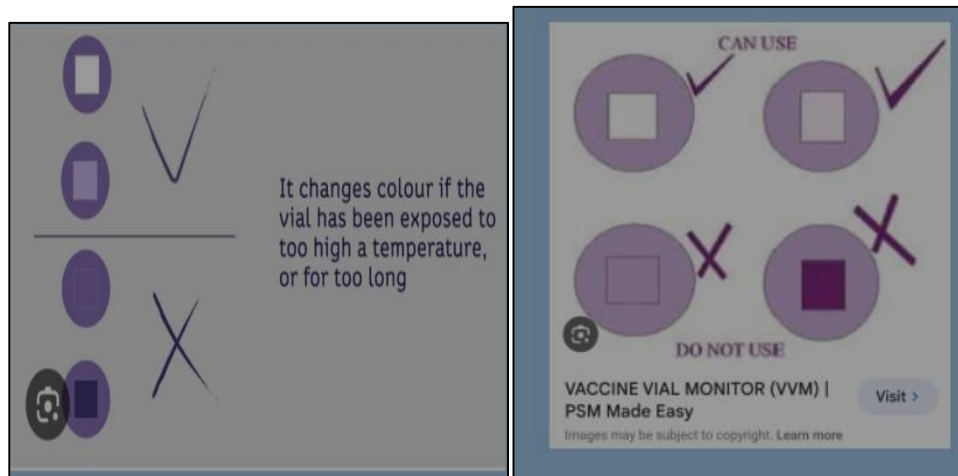 It changes colour if the
vial has been exposed to
too high a temperature,
or for too long
CAN USE
DO NOT USE
VACCINE VIAL MONITOR (VVM) |
PSM Made Easy
Visit >
Images may be subject to copyright. Learn more